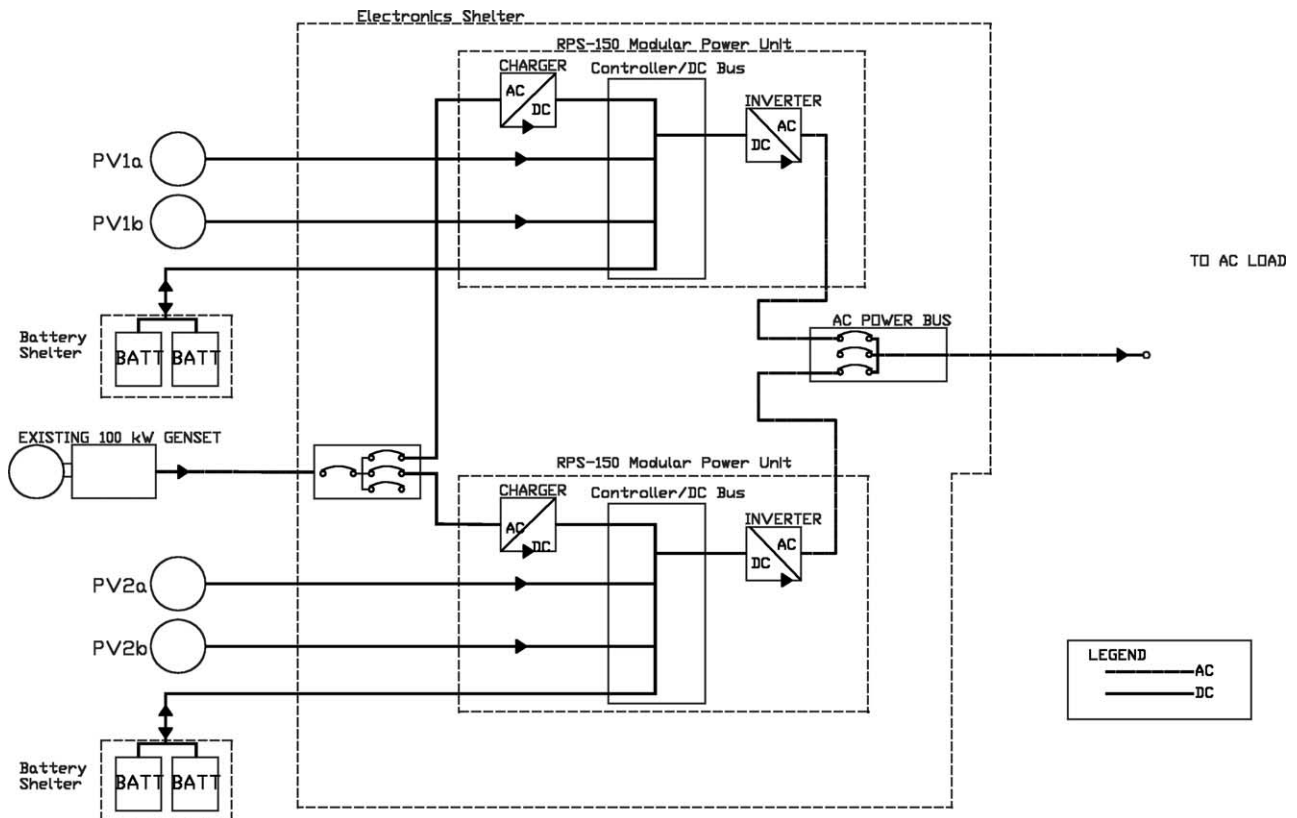 Electronics Shelter
RPS-150 Modular Power Unit
CHARGER
Controller/DC Bus
AC
DC
INVERTER
AC
DC
PV1a
PV1b
TO AC LOAD
Battery
Shelter
BATT
BATT
AC POWER BUS
EXISTING 100 kW GENSET
RPS-150 Modular Power Unit
CHARGER
Controller/DC Bus
AC
DC
INVERTER
AC
DC
PV2a
PV2b
LEGEND
AC
DC
Battery
Shelter
BATT
BATT